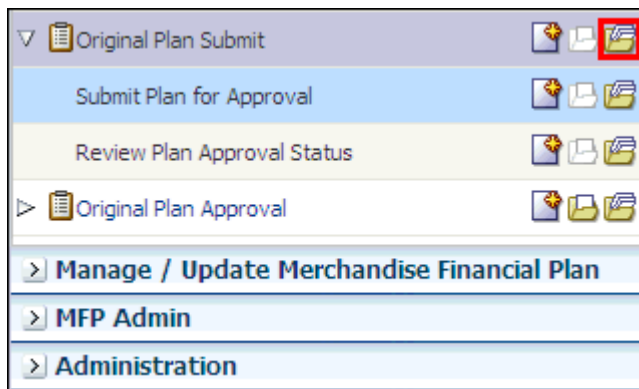 Original Plan Submit
Submit Plan for Approval
Review Plan Approval Status
Original Plan Approval
Manage / Update Merchandise Financial Plan
MFP Admin
Administration